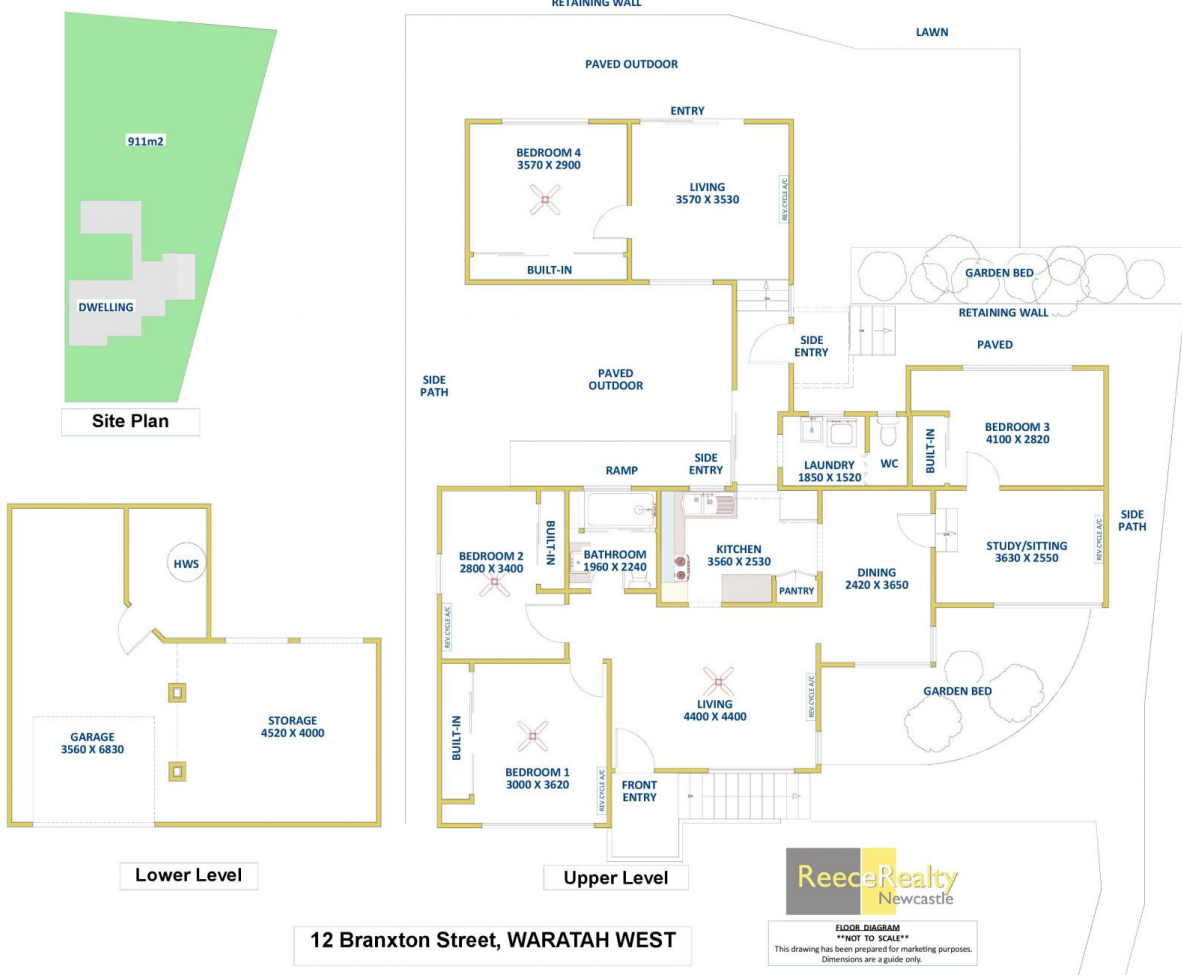 RETAINING WALL
LAWN
PAVED OUTDOOR
ENTRY
911m2
BEDROOM 4
3570 X 2900
LIVING
3570 X 3530
REV.CYCLE A/C
BUILT-IN
GARDEN BED
DWELLING
RETAINING WALL
SIDE
ENTRY
PAVED
SIDE
PATH
PAVED
OUTDOOR
Site Plan
BEDROOM 3
4100 X 2820
BUILT-IN
LAUNDRY
1850 X 1520
WC
RAMP
SIDE
ENTRY
SIDE
PATH
HWS
BEDROOM 2
2800 X 3400
BUILT-IN
BATHROOM
1960 X 2240
KITCHEN
3560 X 2530
PANTRY
DINING
2420 X 3650
STUDY/SITTING
3630 X 2550
REV.CYCLE A/C
REV.CYCLE A/C
GARAGE
3560 X 6830
STORAGE
4520 X 4000
BUILT-IN
BEDROOM 1
3000 X 3620
REV.CYCLE A/C
LIVING
4400 X 4400
REV.CYCLE A/C
GARDEN BED
FRONT
ENTRY
Lower Level
Upper Level
ReeceRealty
Newcastle
12 Branxton Street, WARATAH WEST
FLOOR DIAGRAM
**NOT TO SCALE**
This drawing has been prepared for marketing purposes.
Dimensions are a guide only.